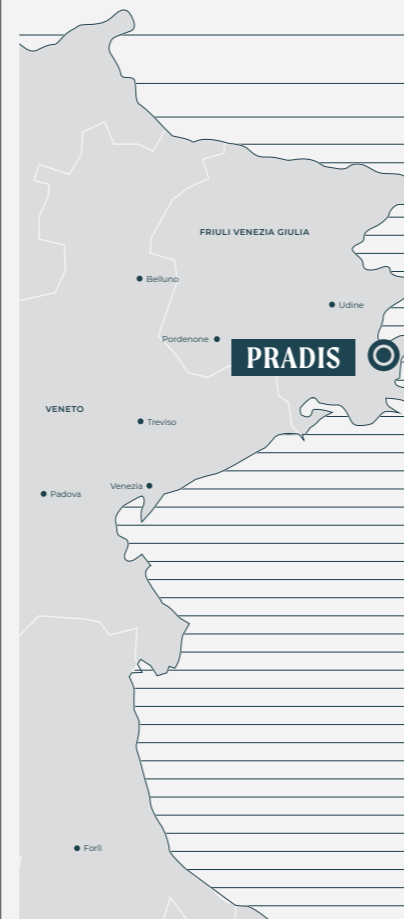 FRIULI VENEZIA GIULIA
Belluno
Udine
Pordenone
PRADIS
VENETO
Treviso
Venezia
Padova
Forlì